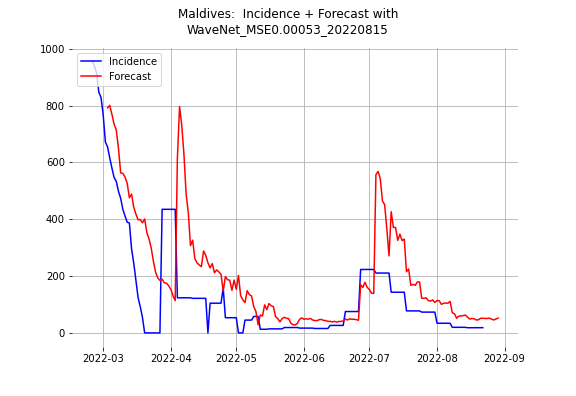 Maldives:  Incidence + Forecast with
WaveNet_MSE0.00053_20220815
1000
800
600
400
200
0
Incidence
Forecast
2022-03 2022-04 2022-05 2022-06 2022-07 2022-08 2022-09